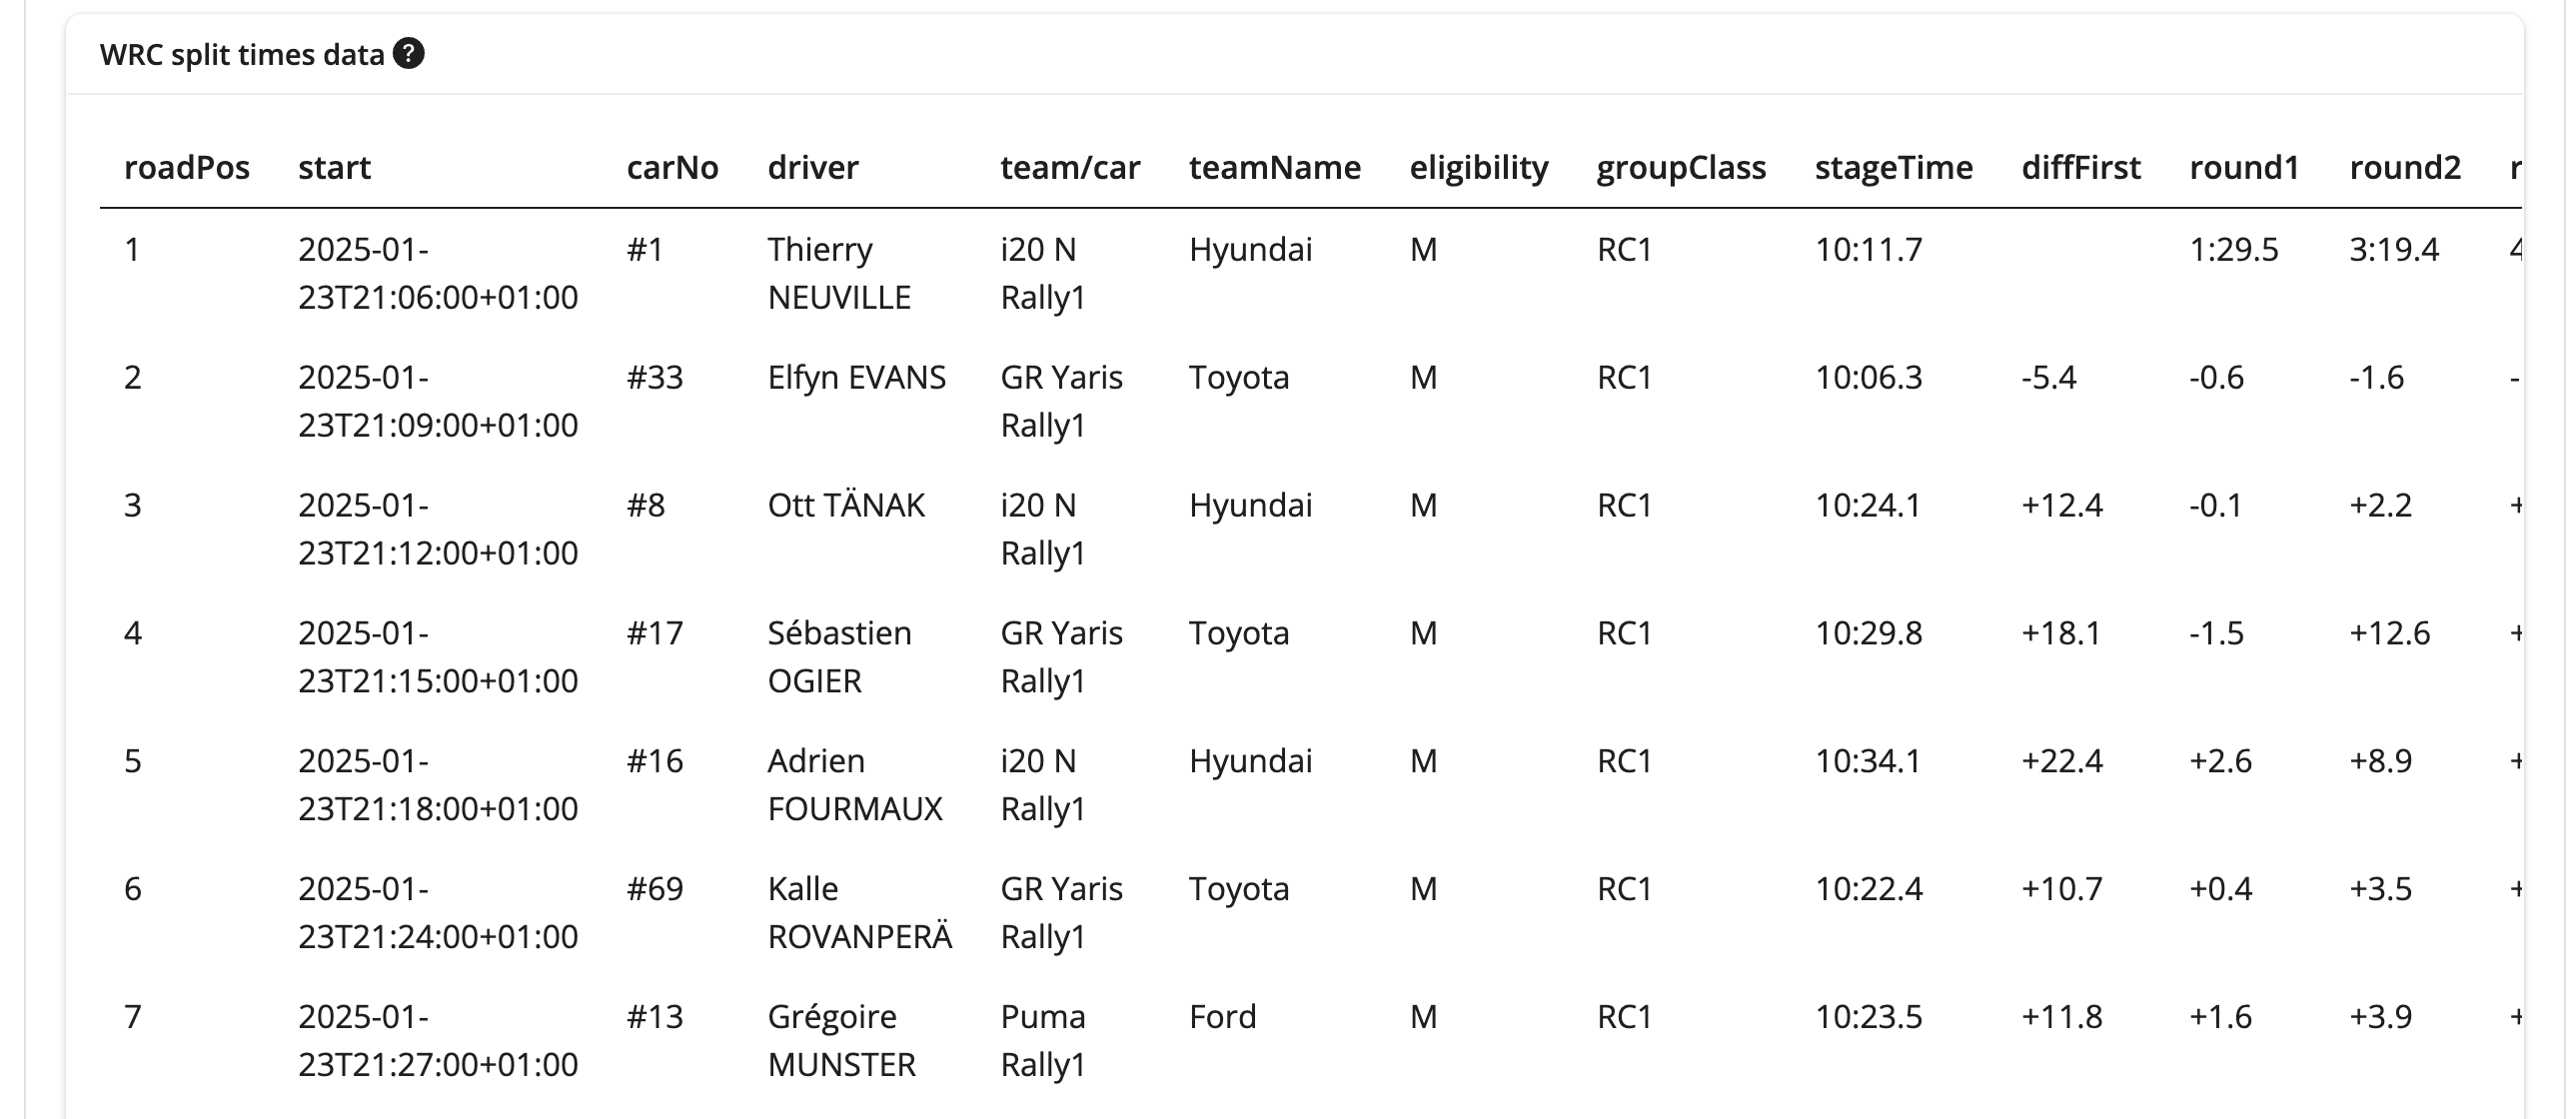 WRC split times data ?
roadPos start carNo driver team/car teamName eligibility groupClass stageTime diffFirst round1 round2
1 2025-01- #1 Thierry i20 N Hyundai M RC1 10:11.7 1:29.5 3:19.4
23T21:06:00+01:00 NEUVILLE Rally1
2 2025-01- #33 Elfyn EVANS GR Yaris Toyota M RC1 10:06.3 -5.4 -0.6 -1.6 -
23T21:09:00+01:00 Rally1
3 2025-01- #8 Ott TÄNAK i20 N Hyundai M RC1 10:24.1 +12.4 -0.1 +2.2 +
23T21:12:00+01:00 Rally1
4 2025-01- #17 Sébastien GR Yaris Toyota M RC1 10:29.8 +18.1 -1.5 +12.6 +
23T21:15:00+01:00 OGIER Rally1
5 2025-01- #16 Adrien i20 N Hyundai M RC1 10:34.1 +22.4 +2.6 +8.9 +
23T21:18:00+01:00 FOURMAUX Rally1
6 2025-01- #69 Kalle GR Yaris Toyota M RC1 10:22.4 +10.7 +0.4 +3.5 +
23T21:24:00+01:00 ROVANPERÄ Rally1
7 2025-01- #13 Grégoire Puma Ford M RC1 10:23.5 +11.8 +1.6 +3.9 +
23T21:27:00+01:00 MUNSTER Rally1